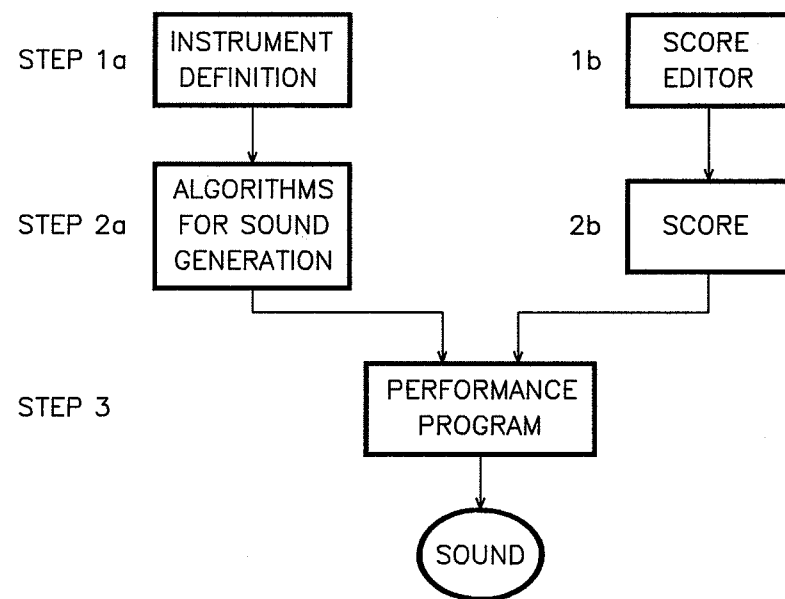 STEP 1a
INSTRUMENT
DEFINITION
1b
SCORE
EDITOR
STEP 2a
ALGORITHMS
FOR SOUND
GENERATION
2b
SCORE
STEP 3
PERFORMANCE
PROGRAM
SOUND